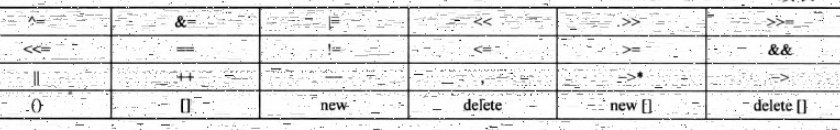 ^= &= |= << >> >>=
<<= == != <= >= &&
|| ++ -- , ->* ->
() [] new delete new [] delete []